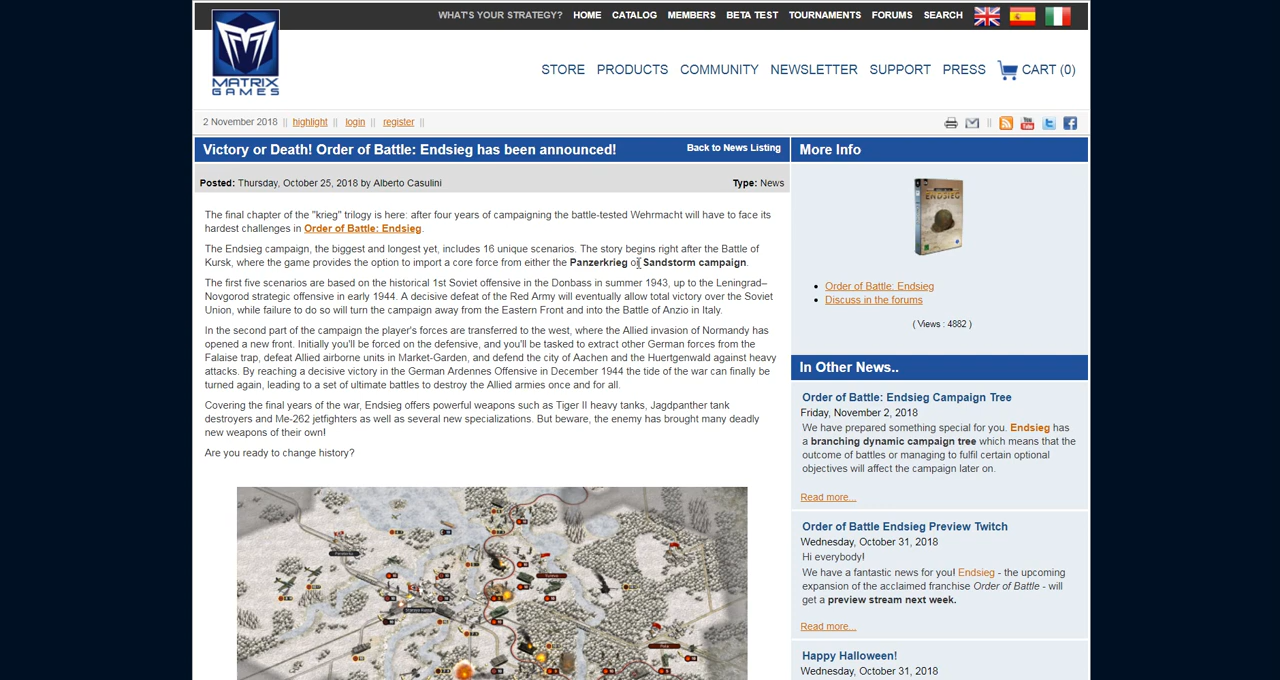 WHAT'S YOUR STRATEGY? HOME CATALOG MEMBERS BETA TEST TOURNAMENTS FORUMS SEARCH
MATRIX
GAMES
STORE PRODUCTS COMMUNITY NEWSLETTER SUPPORT PRESS CART (0)
2 November 2018 || highlight || login || register ||
Victory or Death! Order of Battle: Endsieg has been announced! Back to News Listing
Posted: Thursday, October 25, 2018 by Alberto Casulini Type: News
The final chapter of the "krieg" trilogy is here: after four years of campaigning the battle-tested Wehrmacht will have to face its
hardest challenges in Order of Battle: Endsieg.
The Endsieg campaign, the biggest and longest yet, includes 16 unique scenarios. The story begins right after the Battle of
Kursk, where the game provides the option to import a core force from either the Panzerkrieg or Sandstorm campaign.
The first five scenarios are based on the historical 1st Soviet offensive in the Donbass in summer 1943, up to the Leningrad–
Novgorod strategic offensive in early 1944. A decisive defeat of the Red Army will eventually allow total victory over the Soviet
Union, while failure to do so will turn the campaign away from the Eastern Front and into the Battle of Anzio in Italy.
In the second part of the campaign the player's forces are transferred to the west, where the Allied invasion of Normandy has
opened a new front. Initially you'll be forced on the defensive, and you'll be tasked to extract other German forces from the
Falaise trap, defeat Allied airborne units in Market-Garden, and defend the city of Aachen and the Huertgenwald against heavy
attacks. By reaching a decisive victory in the German Ardennes Offensive in December 1944 the tide of the war can finally be
turned again, leading to a set of ultimate battles to destroy the Allied armies once and for all.
Covering the final years of the war, Endsieg offers powerful weapons such as Tiger II heavy tanks, Jagdpanther tank
destroyers and Me-262 jetfighters as well as several new specializations. But beware, the enemy has brought many deadly
new weapons of their own!
Are you ready to change history?
More Info
ENDSIEG
Order of Battle: Endsieg
Discuss in the forums
( Views : 4882 )
In Other News..
Order of Battle: Endsieg Campaign Tree
Friday, November 2, 2018
We have prepared something special for you. Endsieg has
a branching dynamic campaign tree which means that the
outcome of battles or managing to fulfil certain optional
objectives will affect the campaign later on.
Read more...
Order of Battle Endsieg Preview Twitch
Wednesday, October 31, 2018
Hi everybody!
We have a fantastic news for you! Endsieg - the upcoming
expansion of the acclaimed franchise Order of Battle - will
get a preview stream next week.
Read more...
Happy Halloween!
Wednesday, October 31, 2018